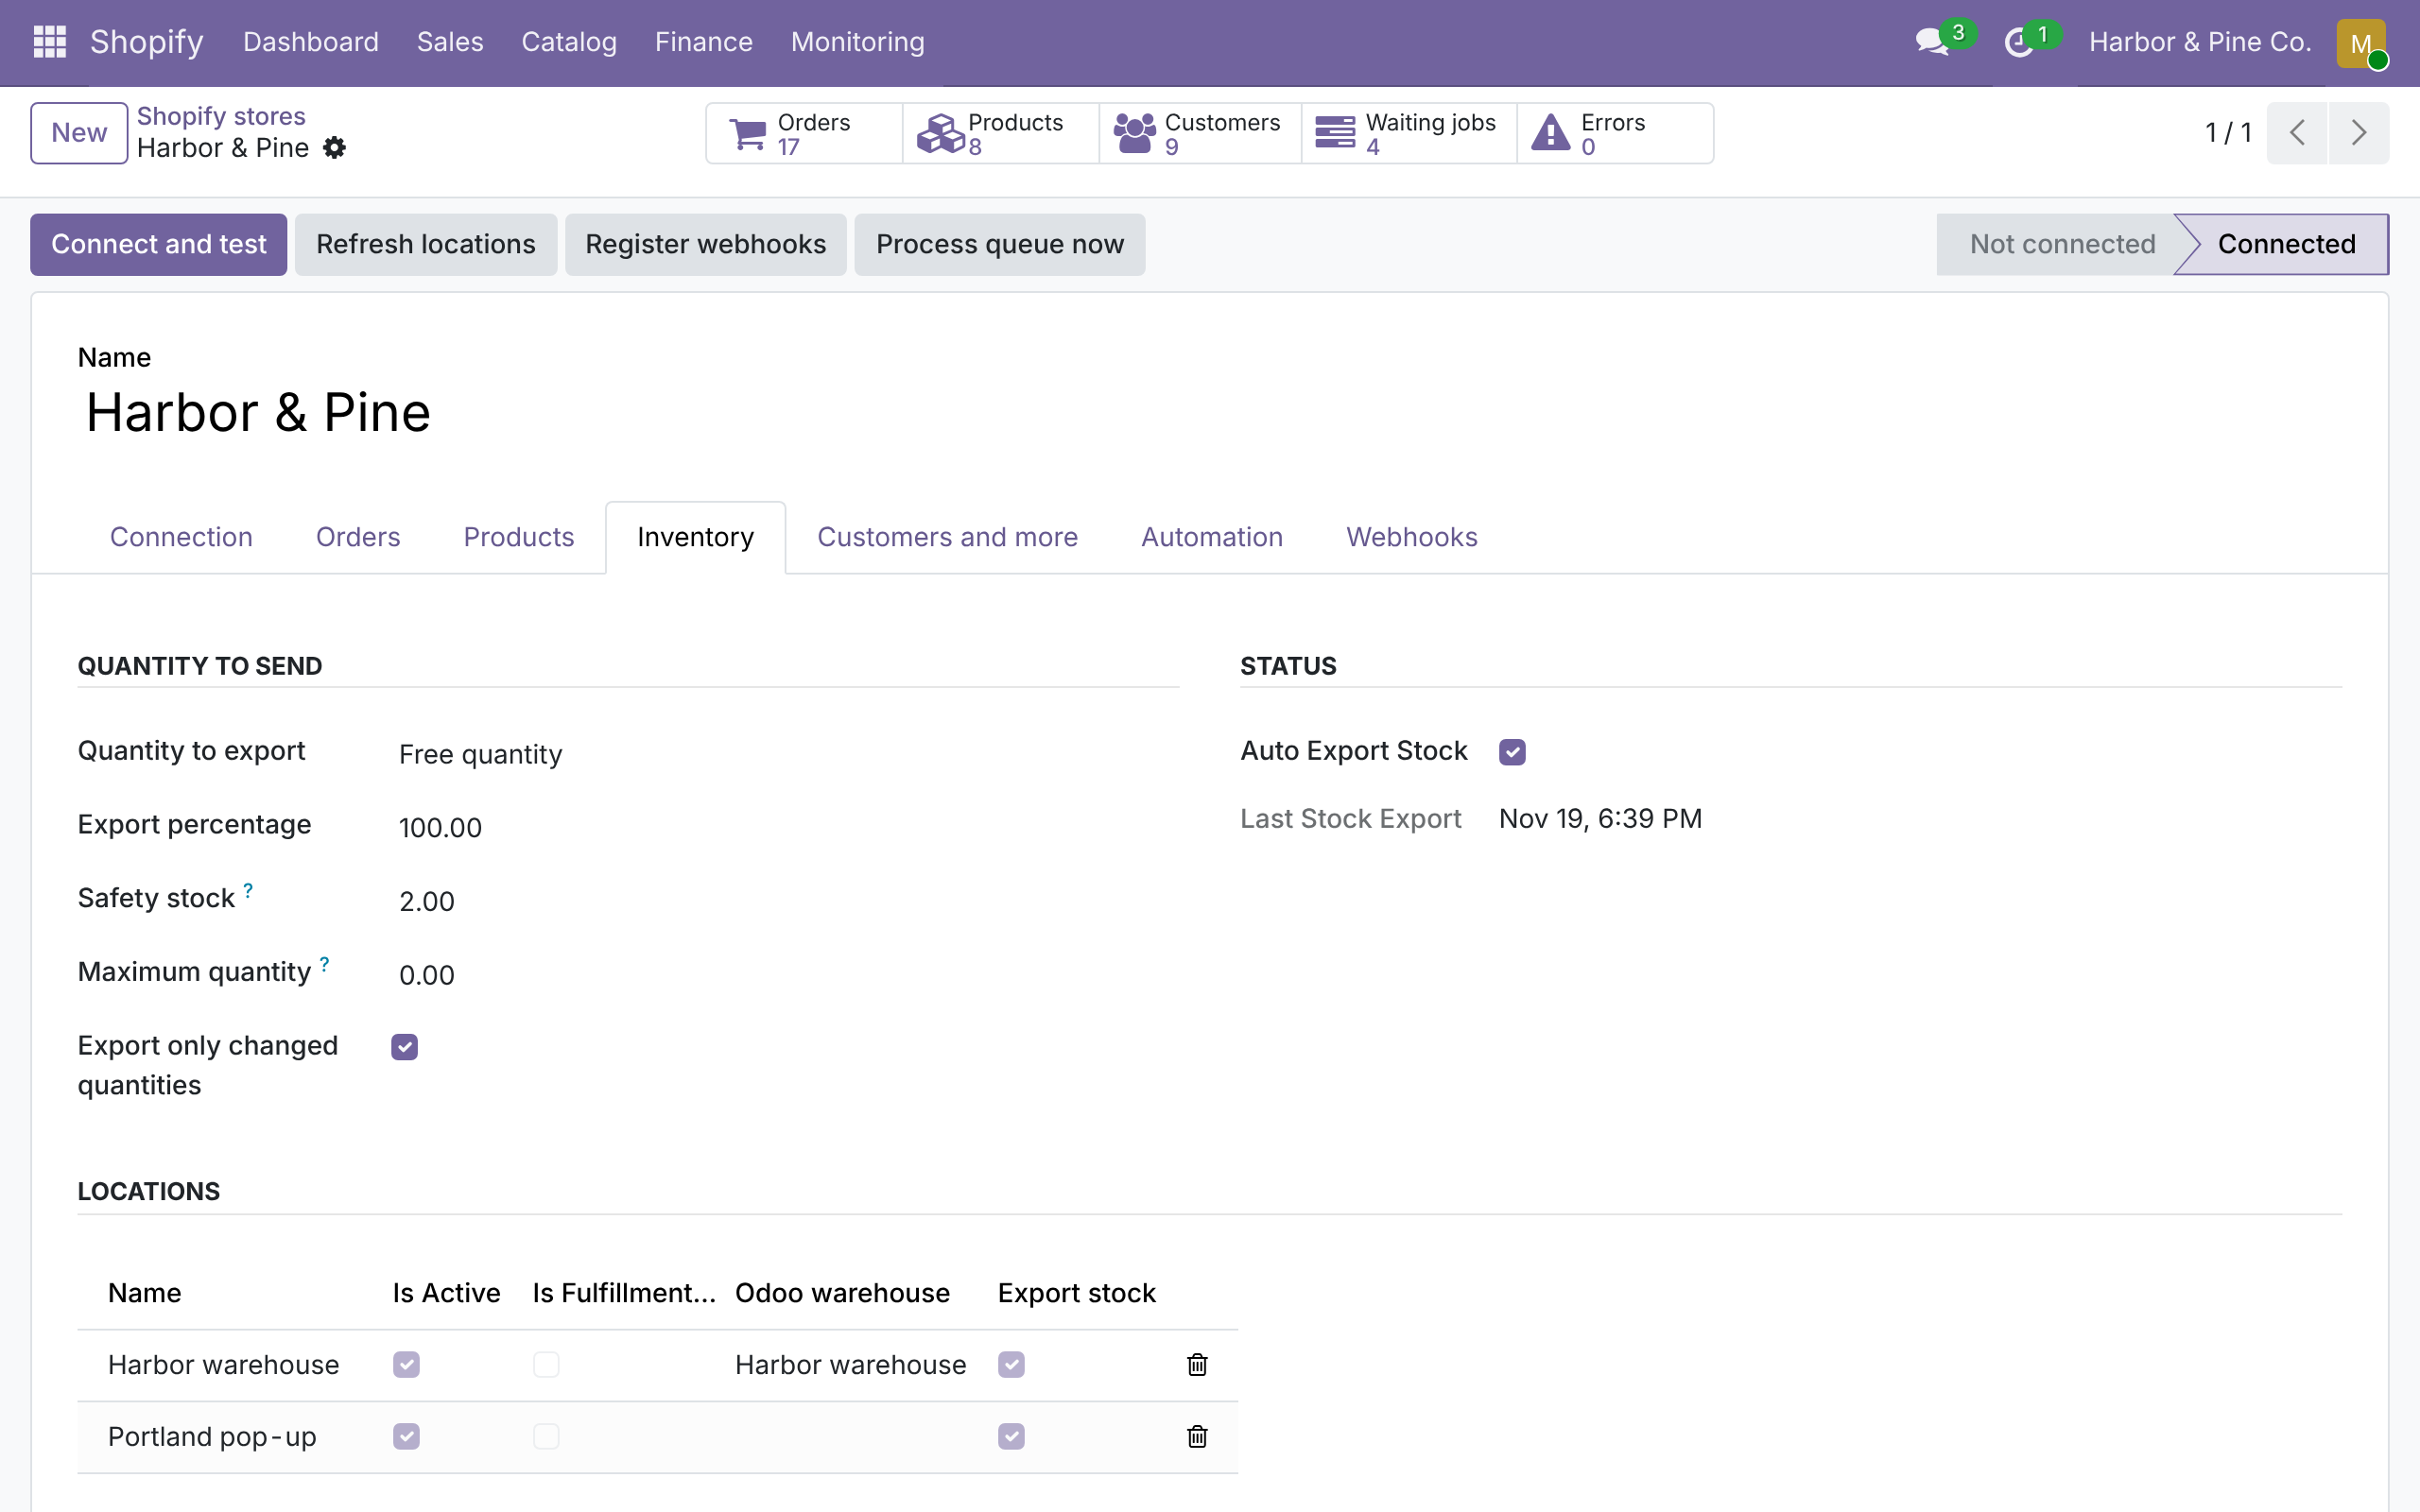 Shopify Dashboard Sales Catalog Finance Monitoring 3 1 Harbor & Pine Co. M
New Shopify stores
Harbor & Pine
Orders
17
Products
8
Customers
9
Waiting jobs
4
Errors
0
1 / 1
Connect and test Refresh locations Register webhooks Process queue now Not connected Connected
Name
Harbor & Pine
Connection Orders Products Inventory Customers and more Automation Webhooks
QUANTITY TO SEND
Quantity to export Free quantity
Export percentage 100.00
Safety stock ? 2.00
Maximum quantity ? 0.00
Export only changed
quantities
STATUS
Auto Export Stock
Last Stock Export Nov 19, 6:39 PM
LOCATIONS
Name Is Active Is Fulfillment... Odoo warehouse Export stock
Harbor warehouse Harbor warehouse
Portland pop-up